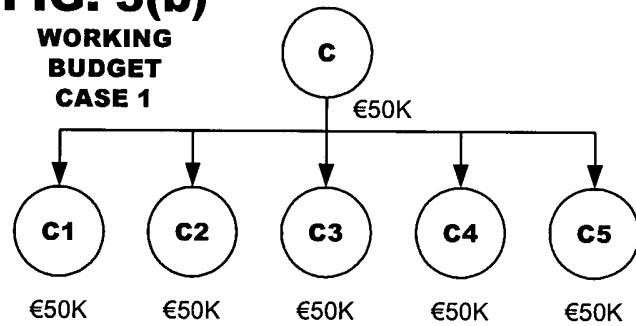 FIG. 5(b)
WORKING
BUDGET
CASE 1
C
€50K
C1 C2 C3 C4 C5
€50K €50K €50K €50K €50K